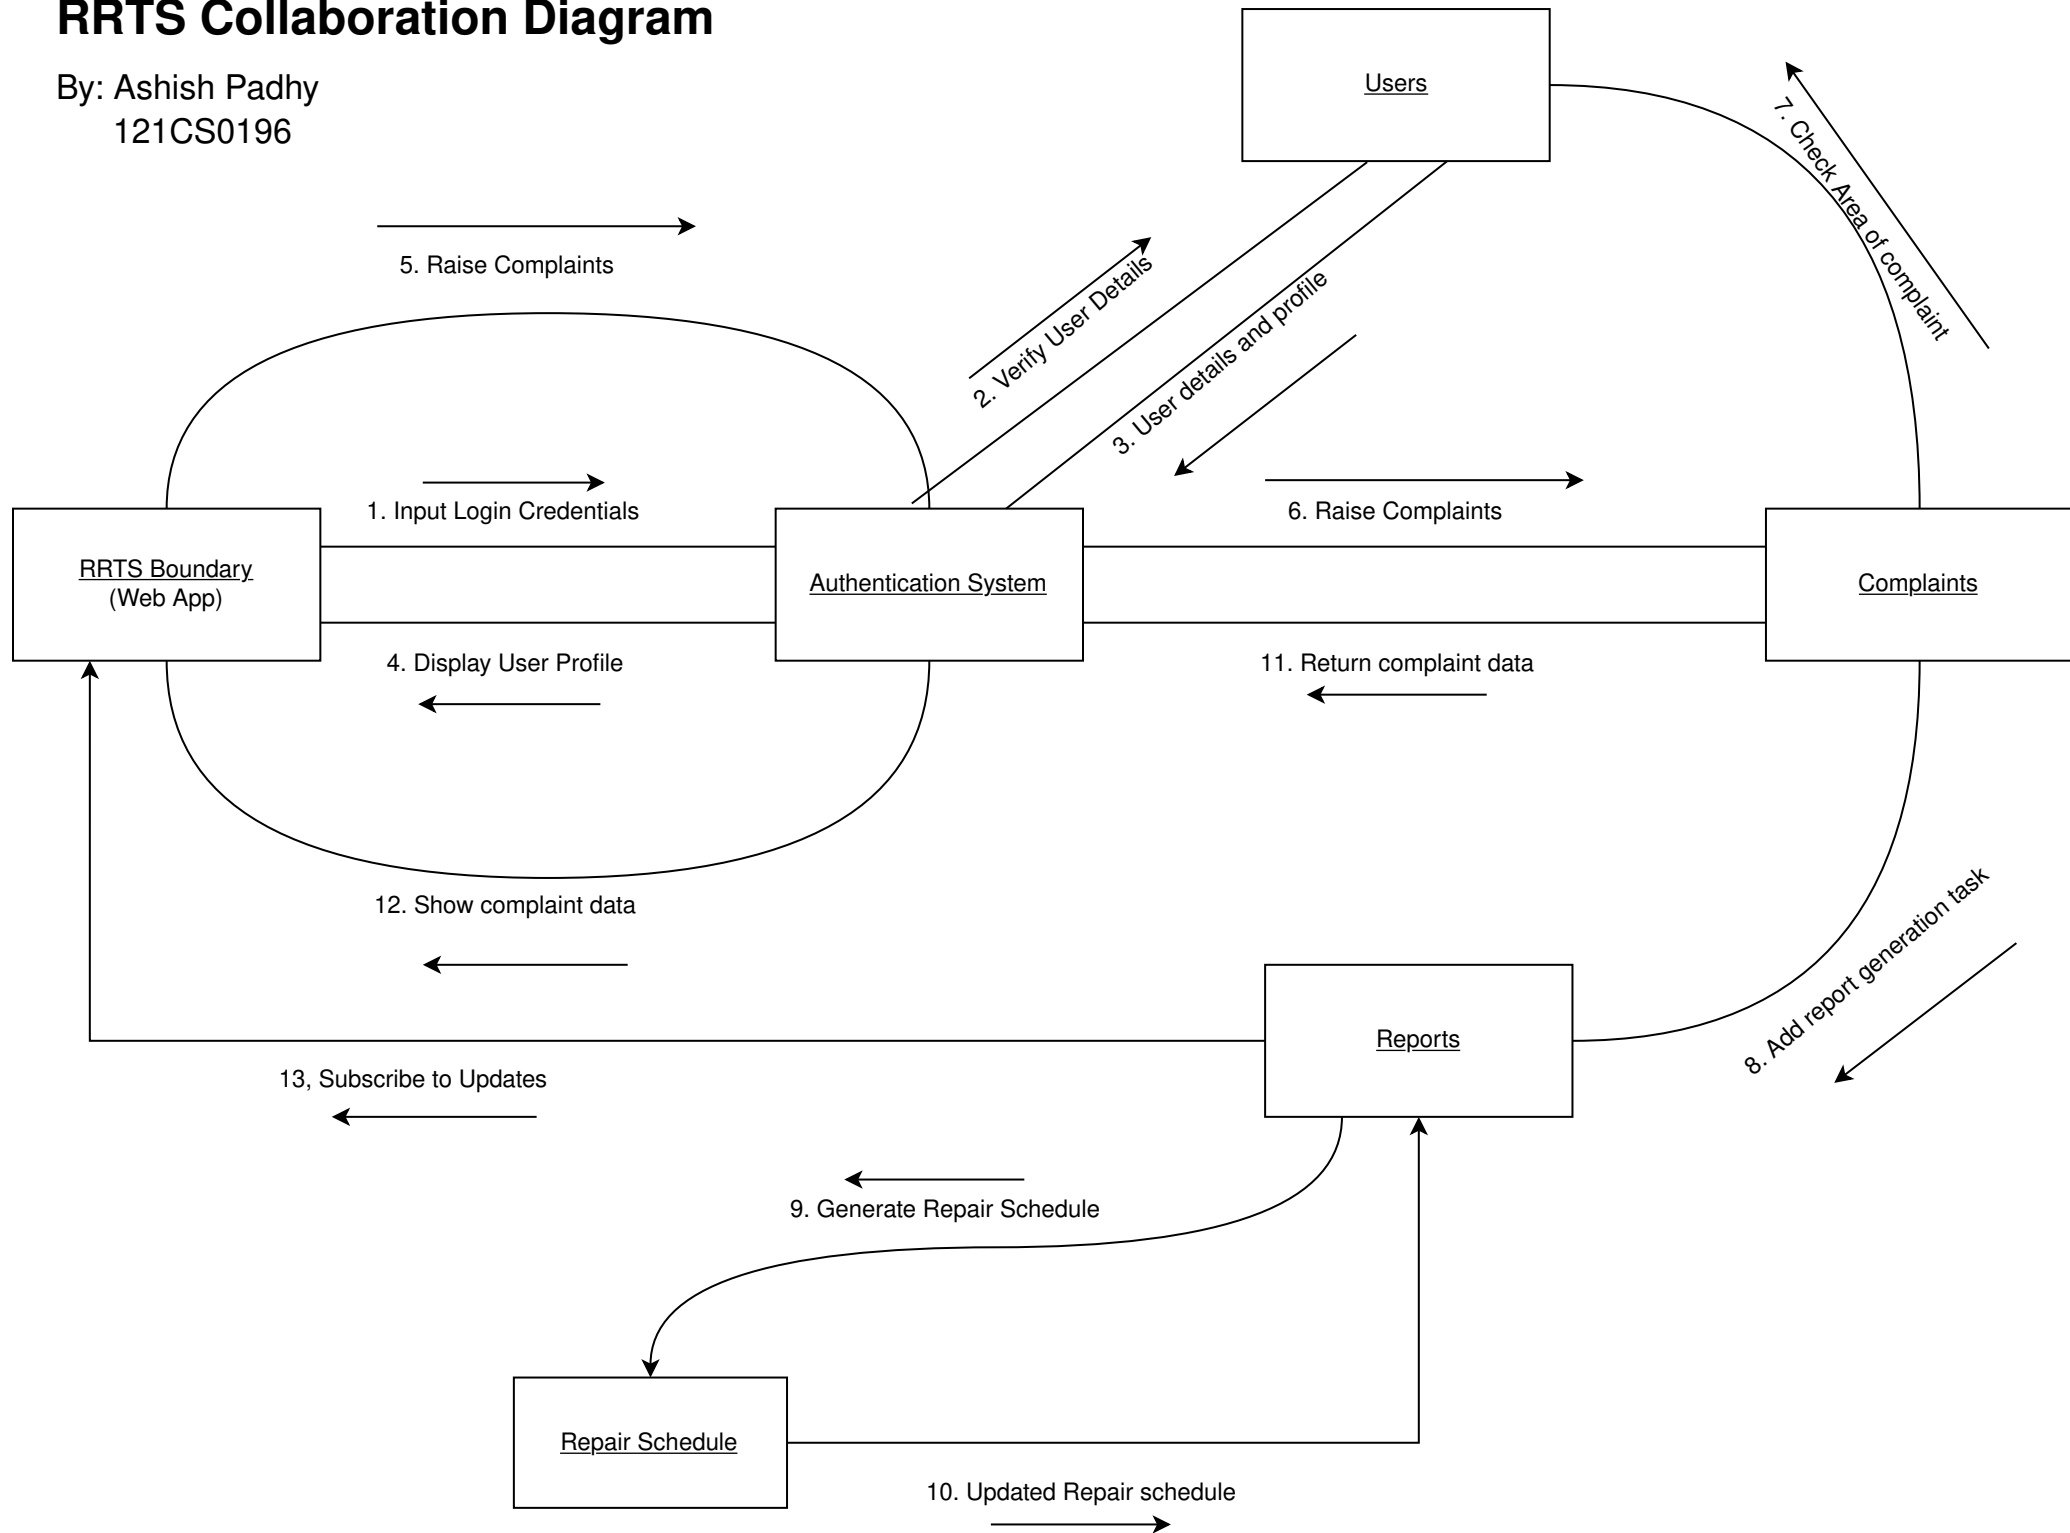 RRTS Collaboration Diagram
By: Ashish Padhy
121CS0196
Users
7. Check Area of complaint
5. Raise Complaints
2. Verify User Details
3. User details and profile
1. Input Login Credentials
6. Raise Complaints
RRTS Boundary
(Web App)
Authentication System
Complaints
4. Display User Profile
11. Return complaint data
12. Show complaint data
8. Add report generation task
Reports
13, Subscribe to Updates
9. Generate Repair Schedule
Repair Schedule
10. Updated Repair schedule